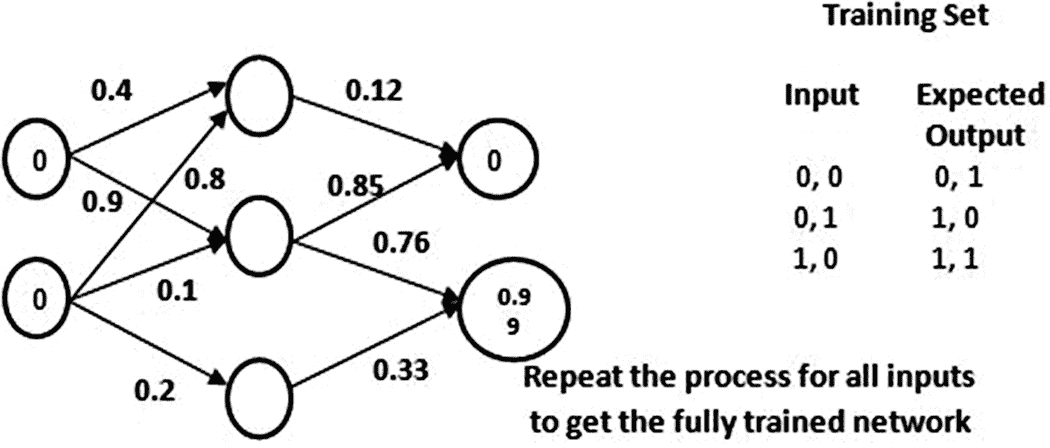 Training Set
0.4
0.12
Input Expected
Output
0
0.9
0.8
0.85
0
0, 0 0, 1
0,1 1, 0
1, 0 1, 1
0.76
0
0.1
0.9
9
0.2
0.33
Repeat the process for all inputs
to get the fully trained network